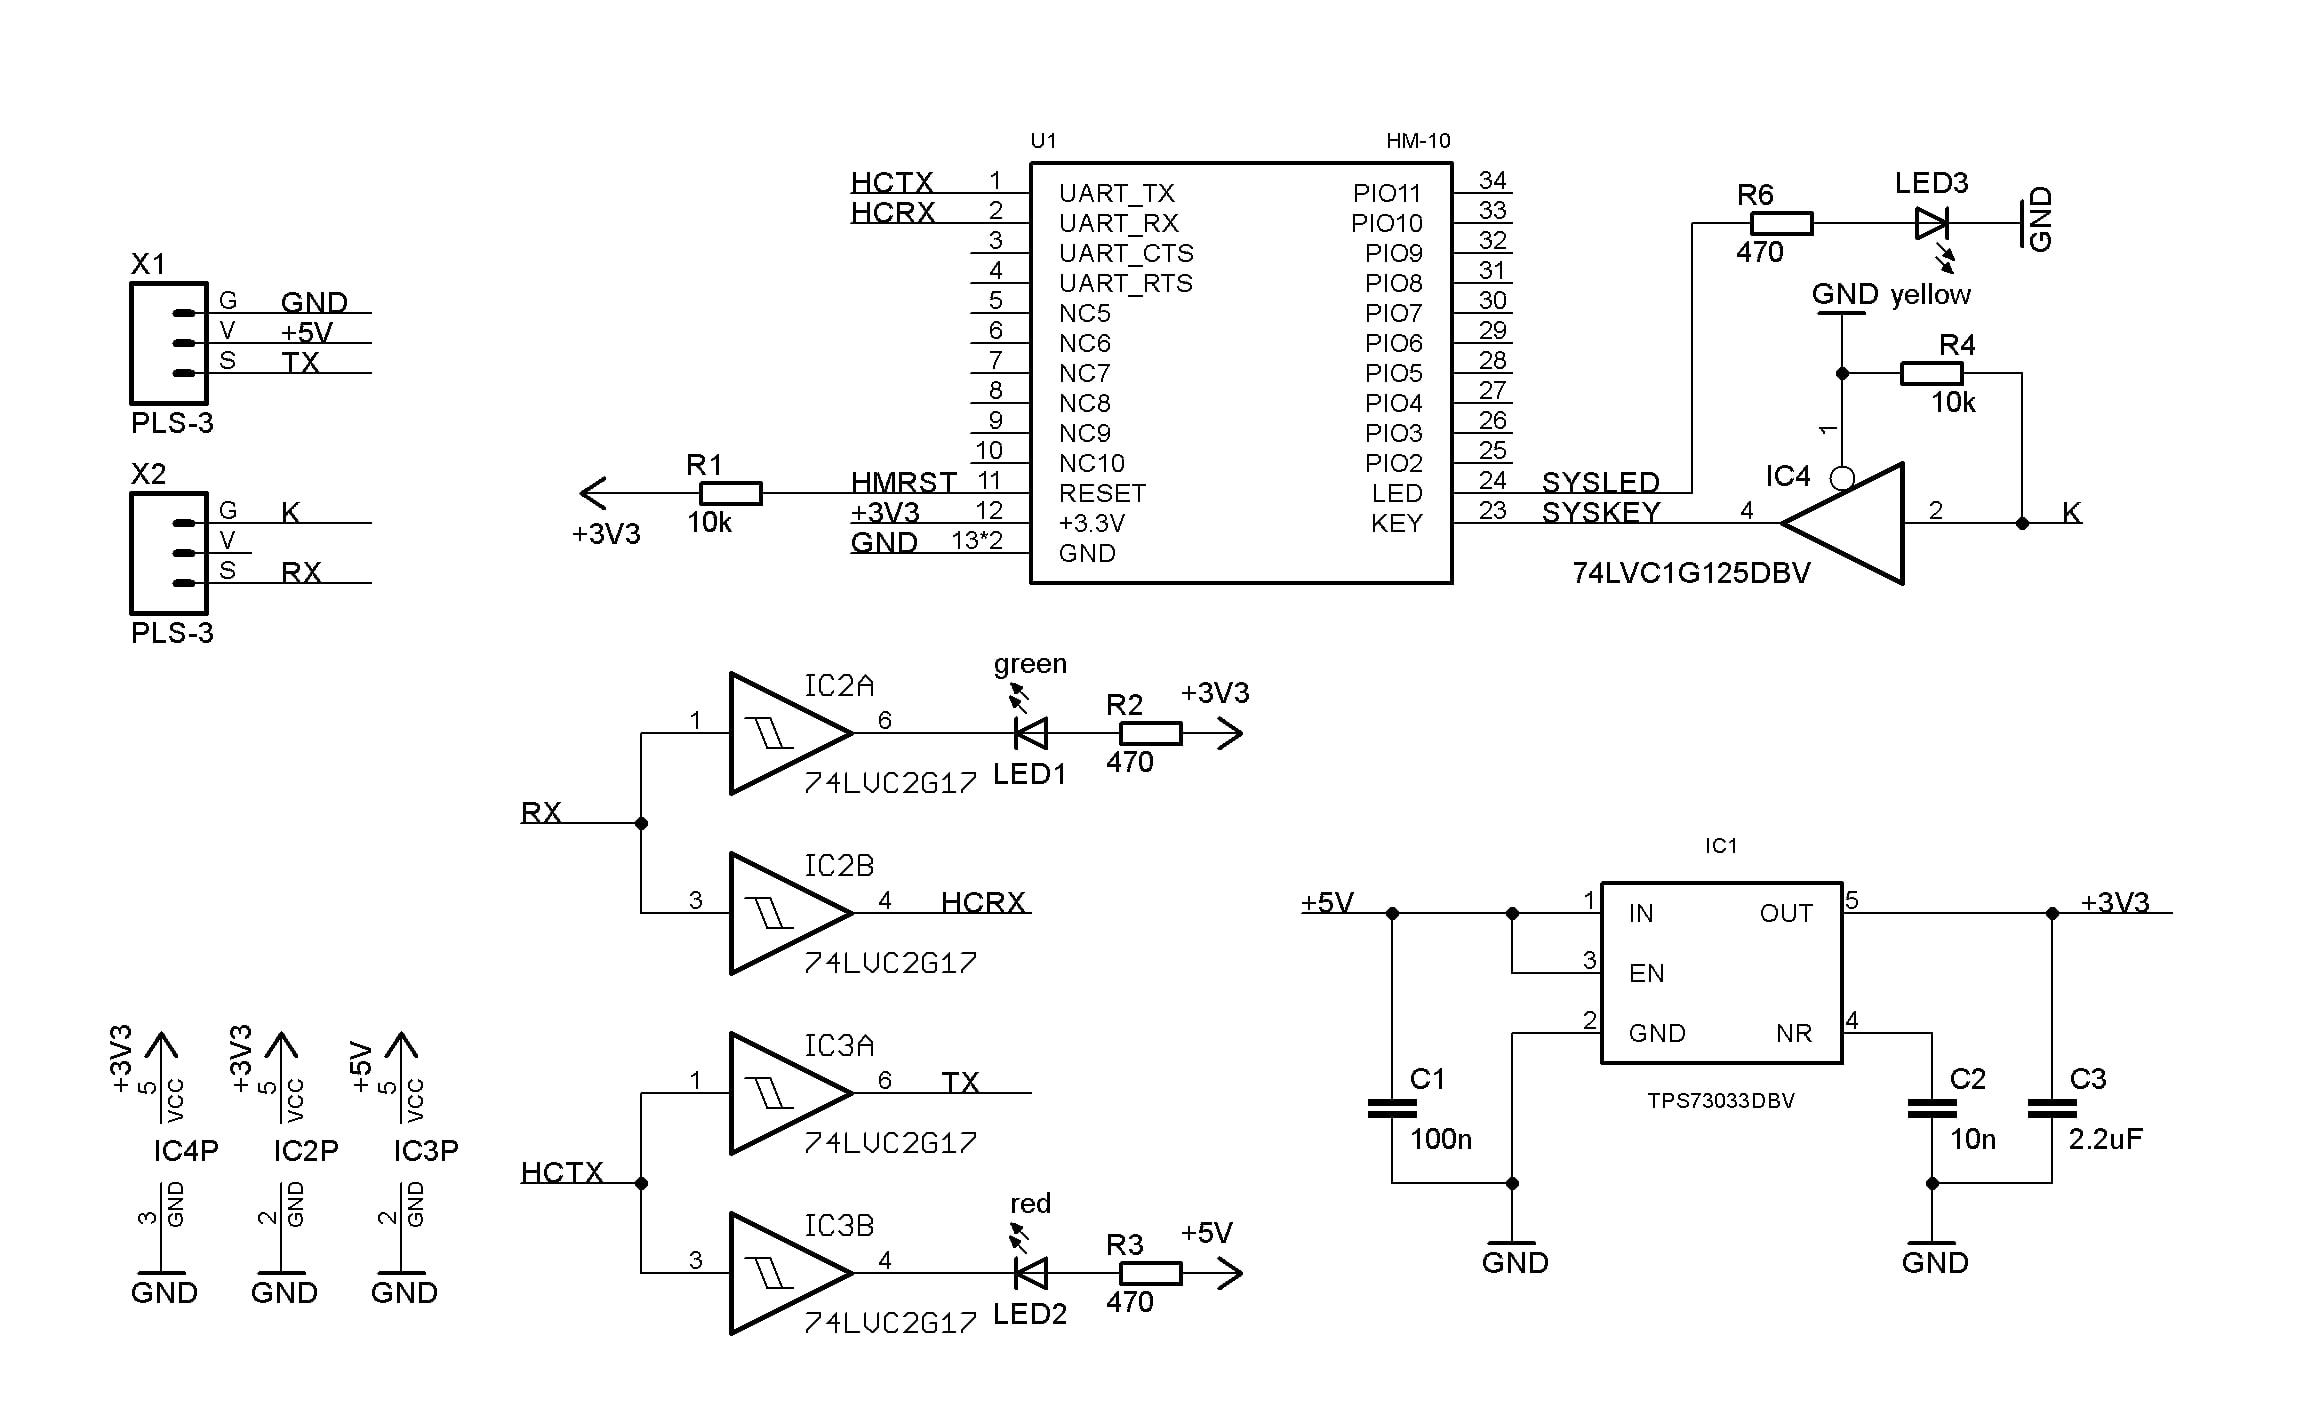 U1 HM-10
HCTX 1 UART_TX PIO11 34
HCRX 2 UART_RX PIO10 33
3 UART_CTS PIO9 32
4 UART_RTS PIO8 31
5 NC5 PIO7 30
6 NC6 PIO6 29
7 NC7 PIO5 28
8 NC8 PIO4 27
9 NC9 PIO3 26
10 NC10 PIO2 25
HMRST 11 RESET LED 24 SYSLED
+3V3 12 +3.3V KEY 23 SYSKEY
GND 13*2 GND
R1
10k
+3V3
R6
470
LED3
GND
yellow
GND
R4
10k
1
IC4
4
2
K
74LVC1G125DBV
X1
G GND
V +5V
S TX
PLS-3
X2
G K
V
S RX
PLS-3
RX
1
IC2A
6
74LVC2G17
green
LED1
R2
470
+3V3
3
IC2B
4
HCRX
74LVC2G17
HCTX
1
IC3A
6
TX
74LVC2G17
3
IC3B
4
74LVC2G17
red
LED2
R3
470
+5V
+3V3
5
VCC
IC4P
3
GND
GND
+3V3
5
VCC
IC2P
2
GND
GND
+5V
5
VCC
IC3P
2
GND
GND
IC1
+5V 1 IN OUT 5 +3V3
3 EN
2 GND NR 4
TPS73033DBV
C1
100n
C2
10n
C3
2.2uF
GND
GND